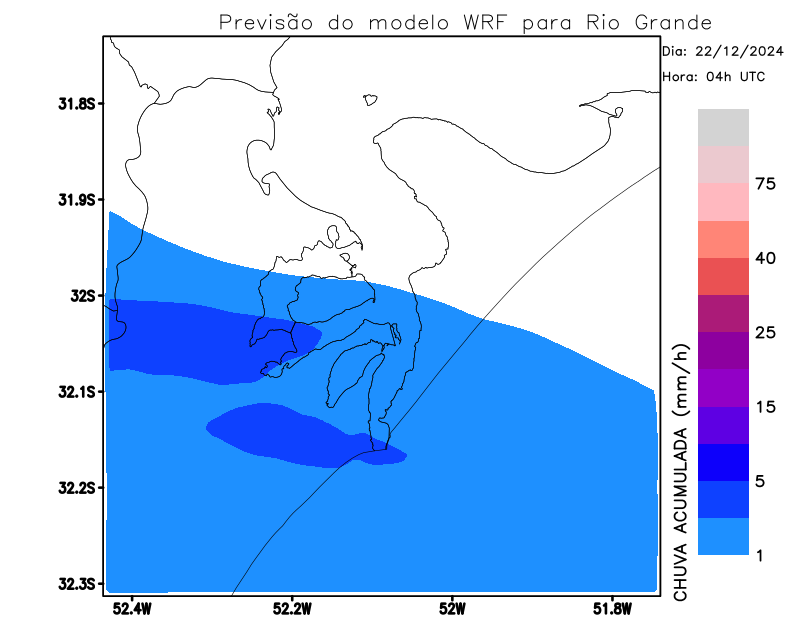 Previsão do modelo WRF para Rio Grande
Dia: 22/12/2024
Hora: 04h UTC
31.8S
31.9S
32S
32.1S
32.2S
32.3S
52.4W
52.2W
52W
51.8W
75
40
25
15
5
1
CHUVA ACUMULADA (mm/h)